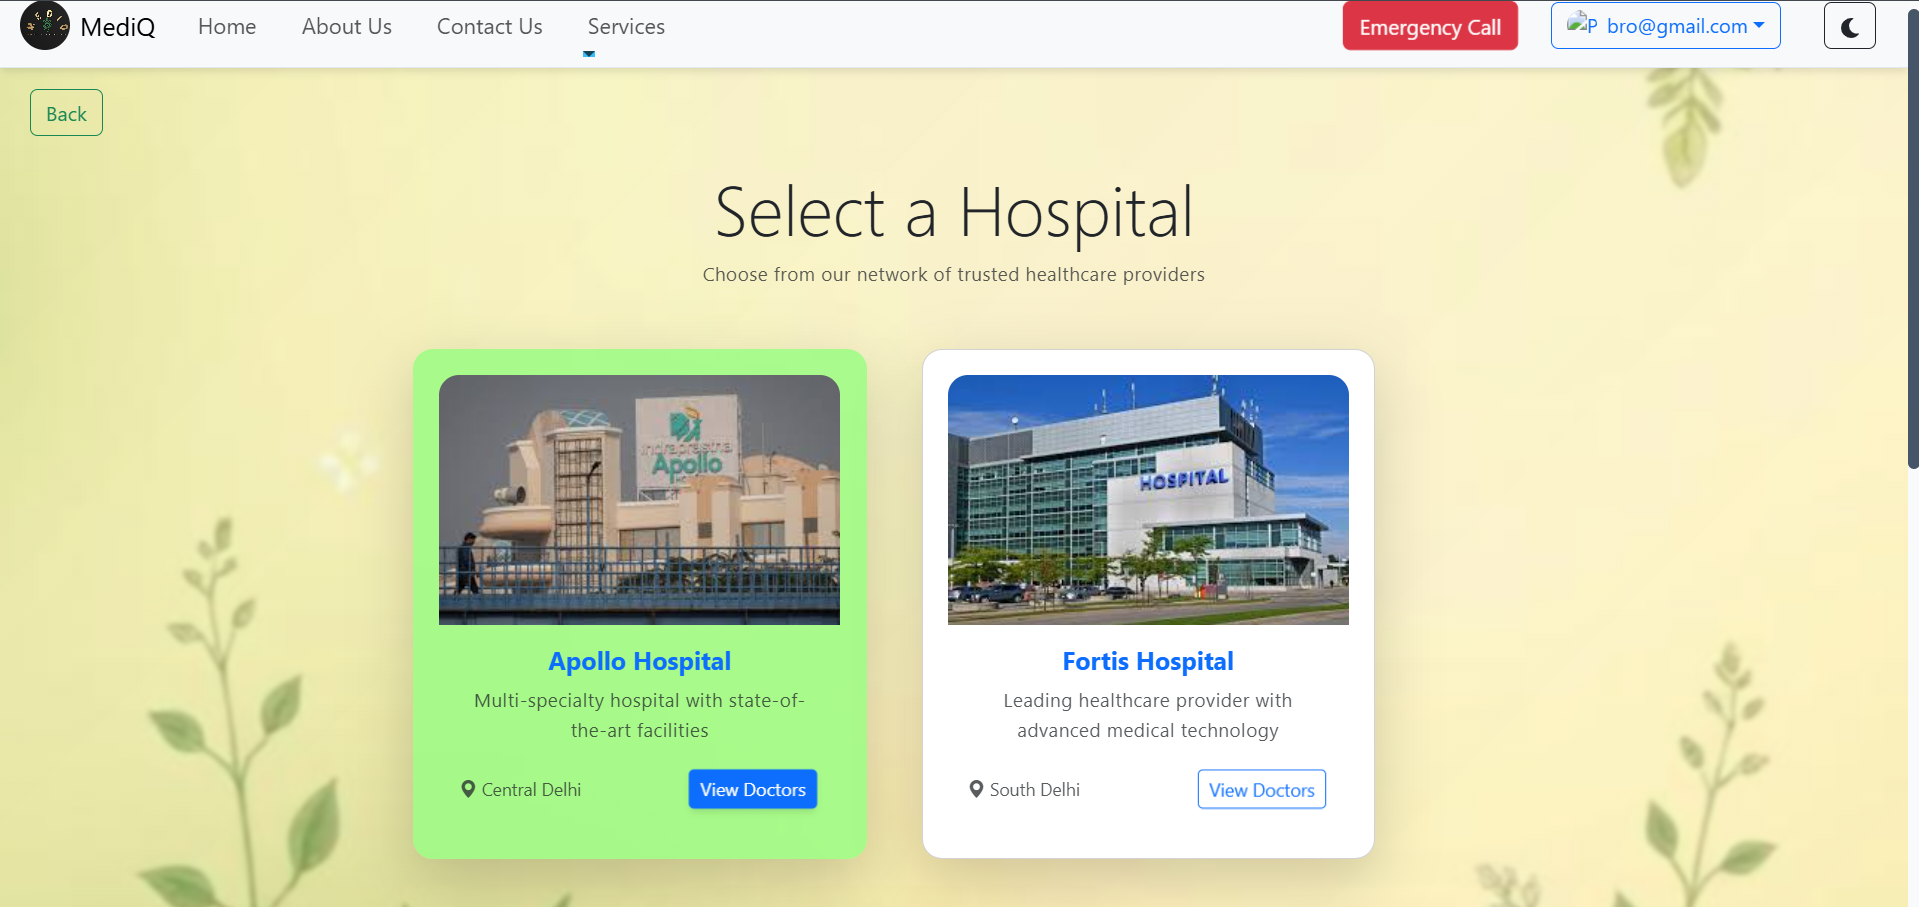 MediQ Home About Us Contact Us Services Emergency Call P bro@gmail.com
Back
Select a Hospital
Choose from our network of trusted healthcare providers
indraprastha
Apollo
HOSPITAL
Apollo Hospital
Multi-specialty hospital with state-of-
the-art facilities
Central Delhi
View Doctors
Fortis Hospital
Leading healthcare provider with
advanced medical technology
South Delhi
View Doctors